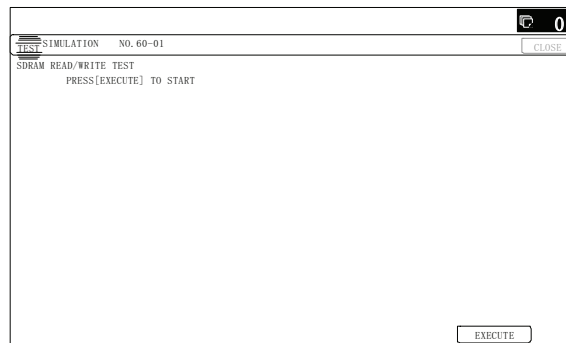 0
TEST SIMULATION NO.60-01
CLOSE
SDRAM READ/WRITE TEST
PRESS[EXECUTE] TO START
EXECUTE